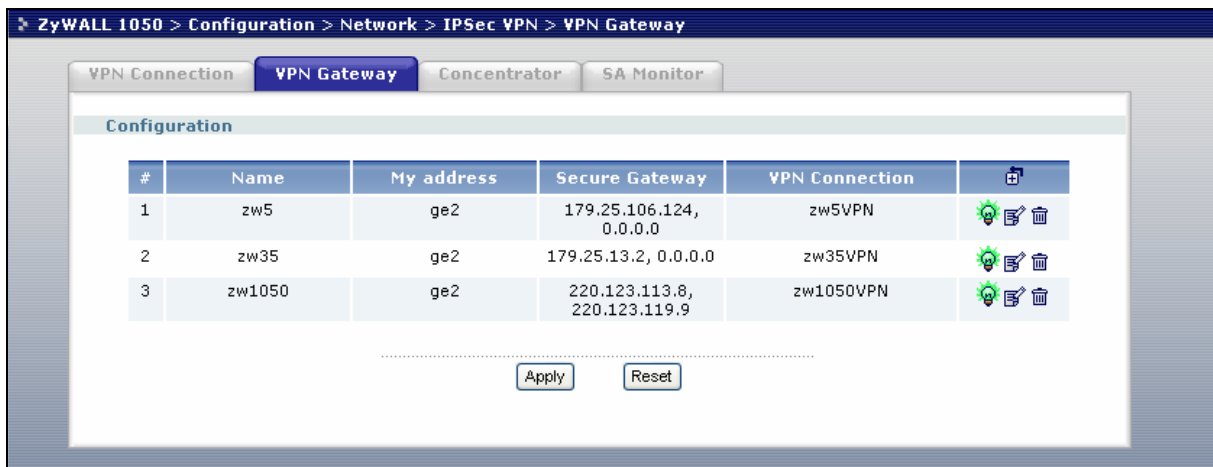 ZyWALL 1050 > Configuration > Network > IPSec VPN > VPN Gateway
VPN Connection VPN Gateway Concentrator SA Monitor
Configuration
# Name My address Secure Gateway VPN Connection
1 zw5 ge2 179.25.106.124, 0.0.0.0 zw5VPN
2 zw35 ge2 179.25.13.2, 0.0.0.0 zw35VPN
3 zw1050 ge2 220.123.113.8, 220.123.119.9 zw1050VPN
Apply Reset